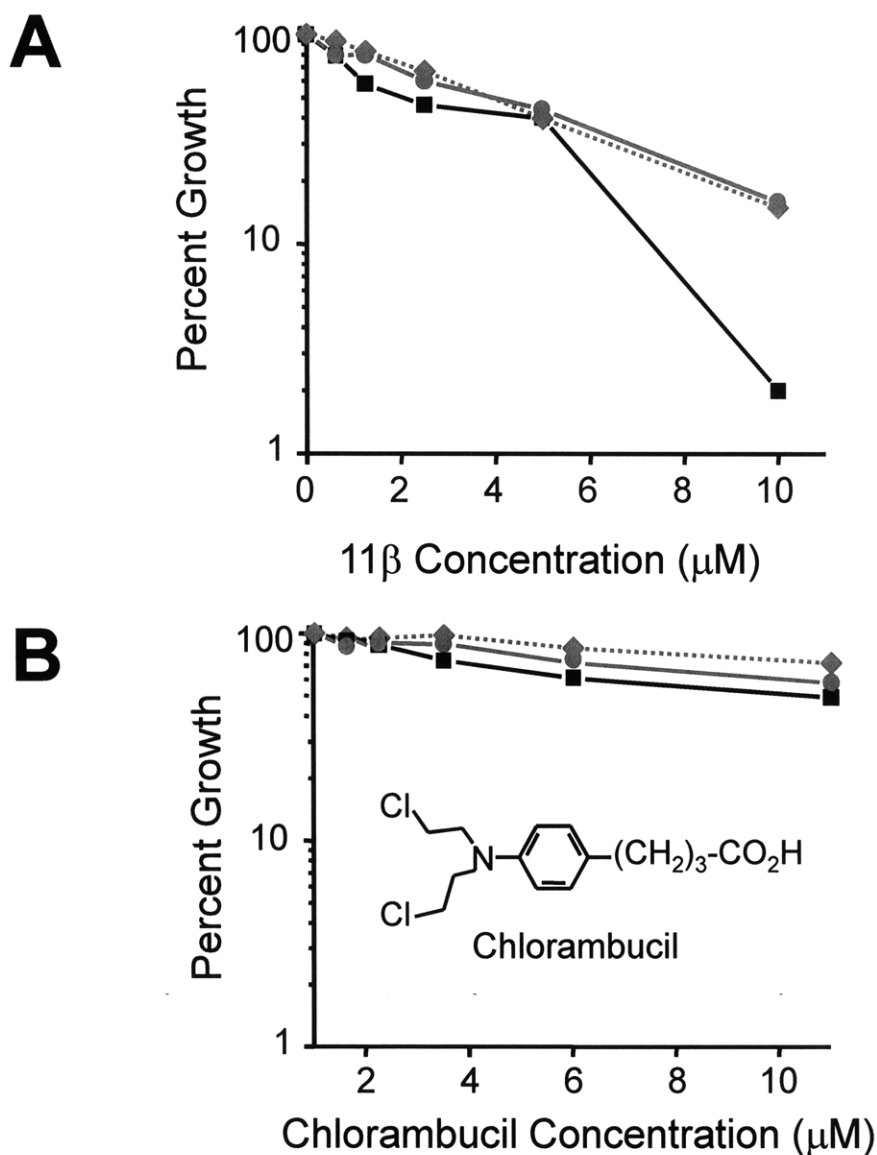 A
100
10
1
Percent Growth
0 2 4 6 8 10
11β Concentration (μM)
B
100
10
1
Percent Growth
Cl
N
(CH2)3-CO2H
Cl
Chlorambucil
2 4 6 8 10
Chlorambucil Concentration (μM)